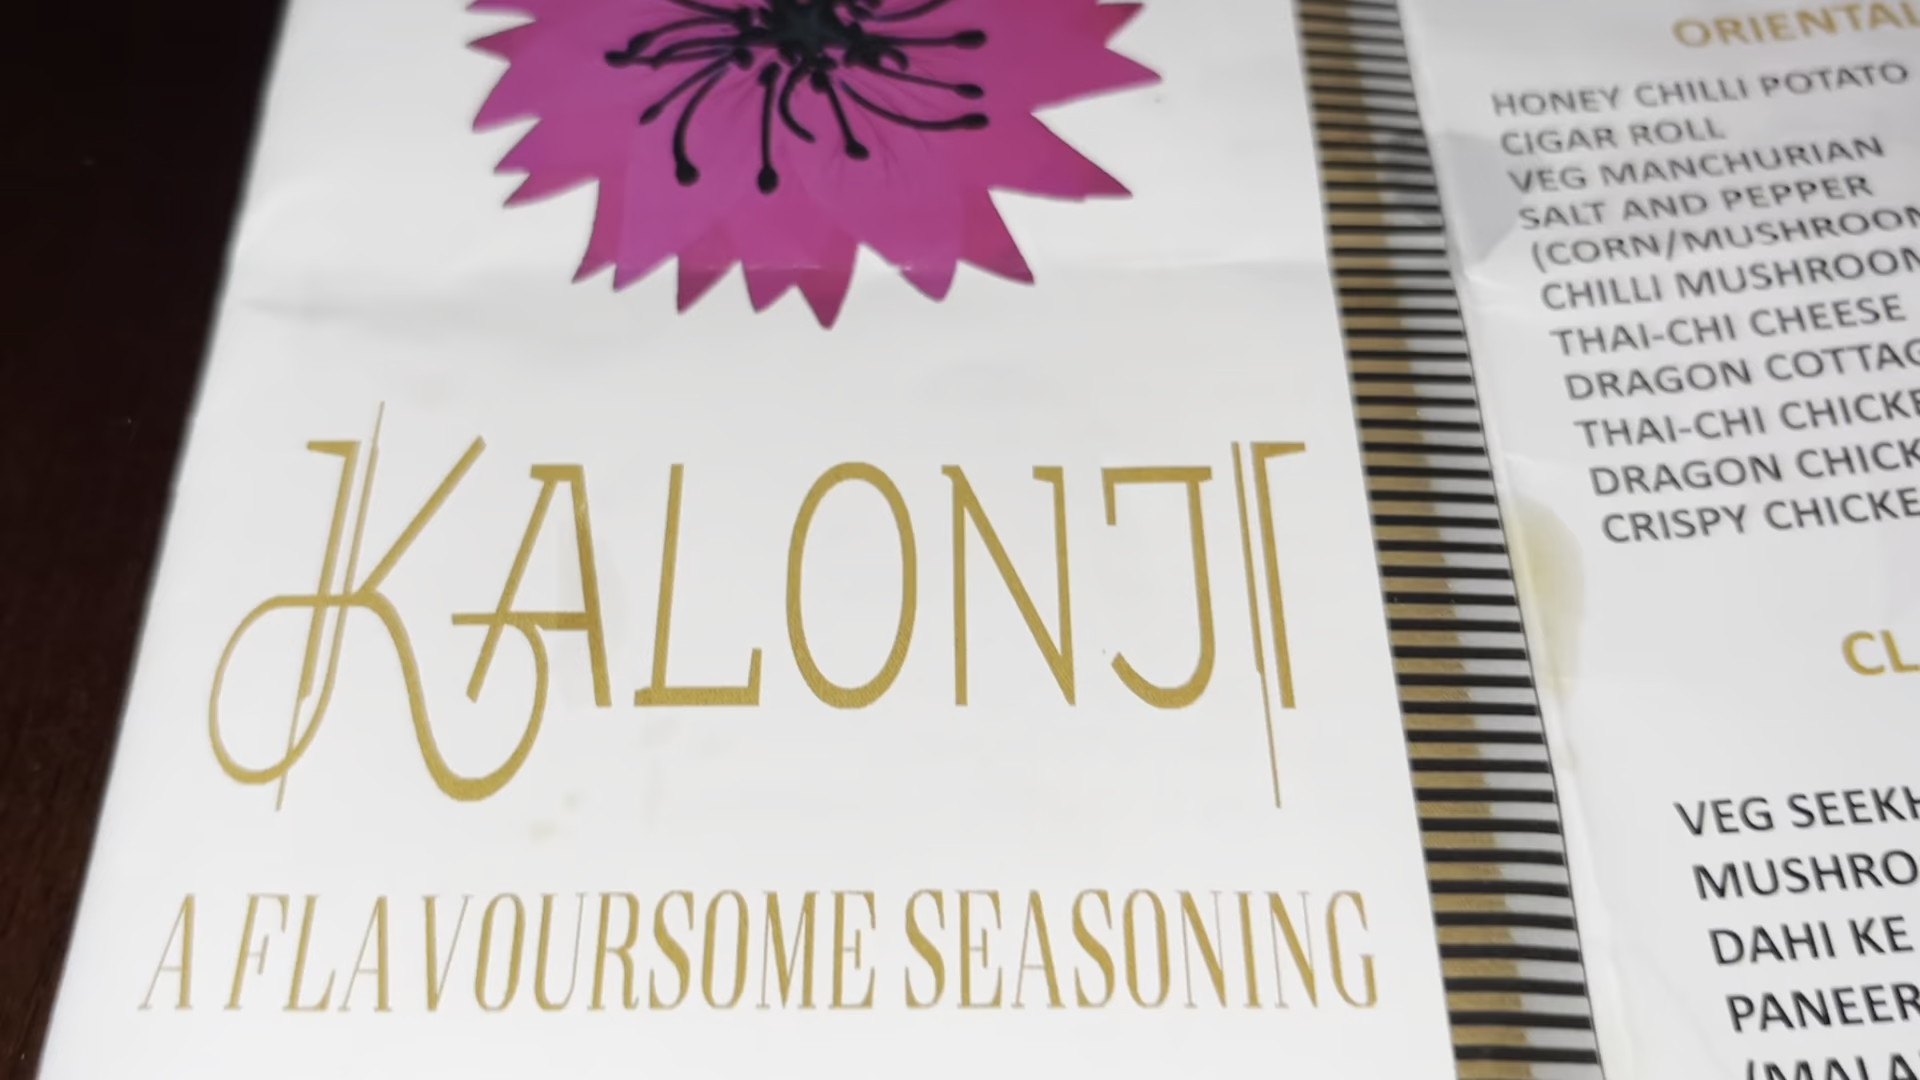 KALONJI
A FLAVOURSOME SEASONING
ORIENTAL
HONEY CHILLI POTATO
CIGAR ROLL
VEG MANCHURIAN
SALT AND PEPPER
(CORN/MUSHROOM
CHILLI MUSHROOM
THAI-CHI CHEESE
DRAGON COTTAG
THAI-CHI CHICKE
DRAGON CHICK
CRISPY CHICKE
CL
VEG SEEKH
MUSHRO
DAHI KE
PANEER
(MALA